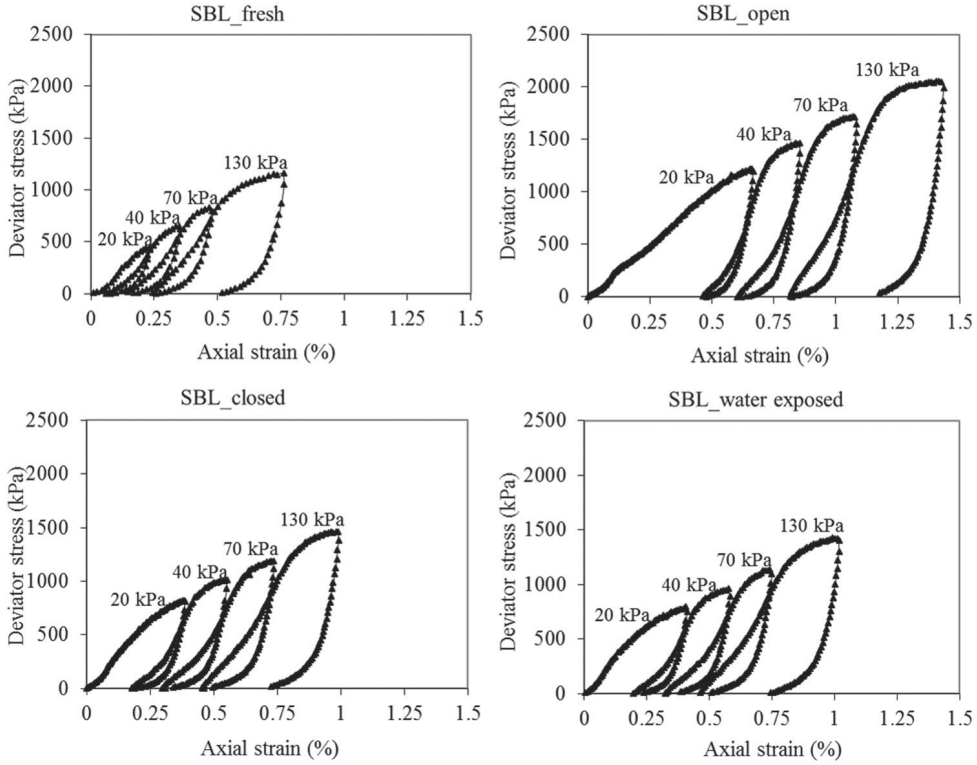 SBL_fresh
2500
2000
1500
1000
500
0
Deviator stress (kPa)
20 kPa
40 kPa
70 kPa
130 kPa
0
0.25
0.5
0.75
1
1.25
1.5
Axial strain (%)
SBL_open
2500
2000
1500
1000
500
0
Deviator stress (kPa)
20 kPa
40 kPa
70 kPa
130 kPa
0
0.25
0.5
0.75
1
1.25
1.5
Axial strain (%)
SBL_closed
2500
2000
1500
1000
500
0
Deviator stress (kPa)
20 kPa
40 kPa
70 kPa
130 kPa
0
0.25
0.5
0.75
1
1.25
1.5
Axial strain (%)
SBL_water exposed
2500
2000
1500
1000
500
0
Deviator stress (kPa)
20 kPa
40 kPa
70 kPa
130 kPa
0
0.25
0.5
0.75
1
1.25
1.5
Axial strain (%)